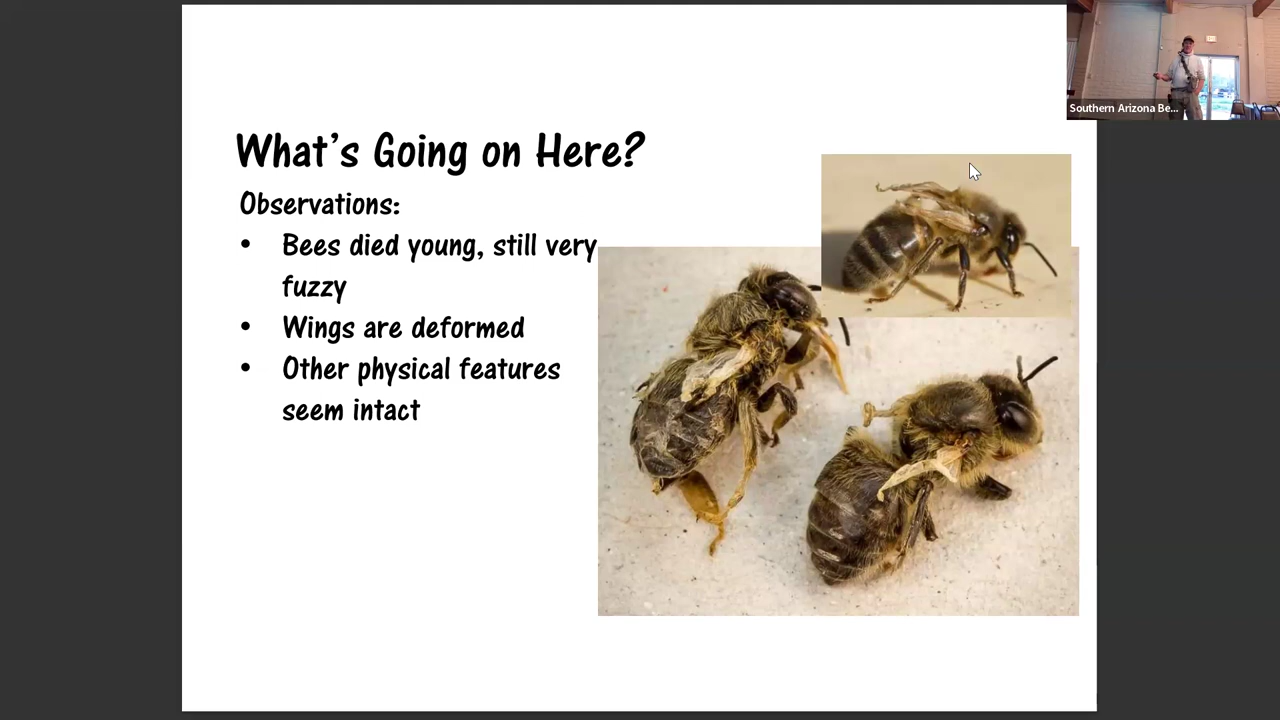 Southern Arizona Be...
What's Going on Here?
Observations:
• Bees died young, still very
fuzzy
• Wings are deformed
• Other physical features
seem intact